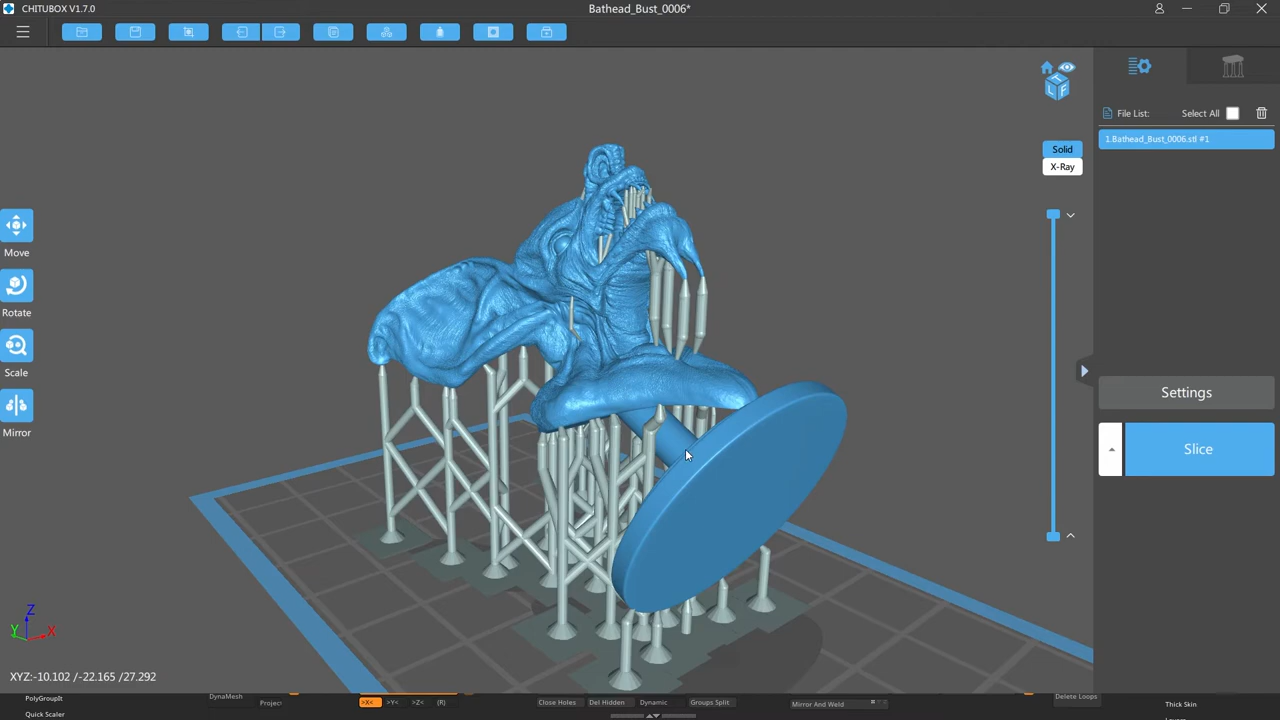 CHITUBOX V1.7.0
Bathead_Bust_0006*
File List:
Select All
1.Bathead_Bust_0006.stl #1
Solid
X-Ray
T
L F
Move
Rotate
Scale
Mirror
Settings
Slice
Z
Y X
XYZ:-10.102 /-22.165 /27.292
PolyGroupIt
DynaMesh
Project
>X<
>Y<
>Z<
(R)
Close Holes
Del Hidden
Dynamic
Groups Split
Mirror And Weld
Delete Loops
Thick Skin
Quick Scaler